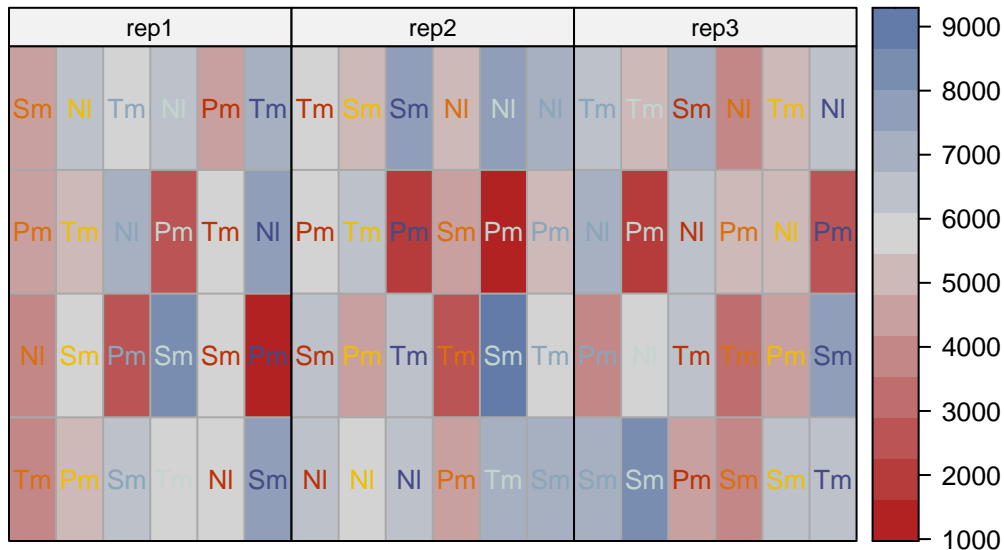 rep1 rep2 rep3
Sm Nl Tm Nl Pm Tm Tm Sm Sm Nl Nl Nl Tm Tm Sm Nl Tm Nl
Pm Tm Nl Pm Tm Nl Pm Tm Pm Sm Pm Pm Nl Pm Nl Pm Nl Pm
Nl Sm Pm Sm Sm Pm Sm Pm Tm Tm Sm Tm Pm Nl Tm Tm Pm Sm
Tm Pm Sm Tm Nl Sm Nl Nl Nl Pm Tm Sm Sm Sm Pm Sm Sm Tm
9000
8000
7000
6000
5000
4000
3000
2000
1000